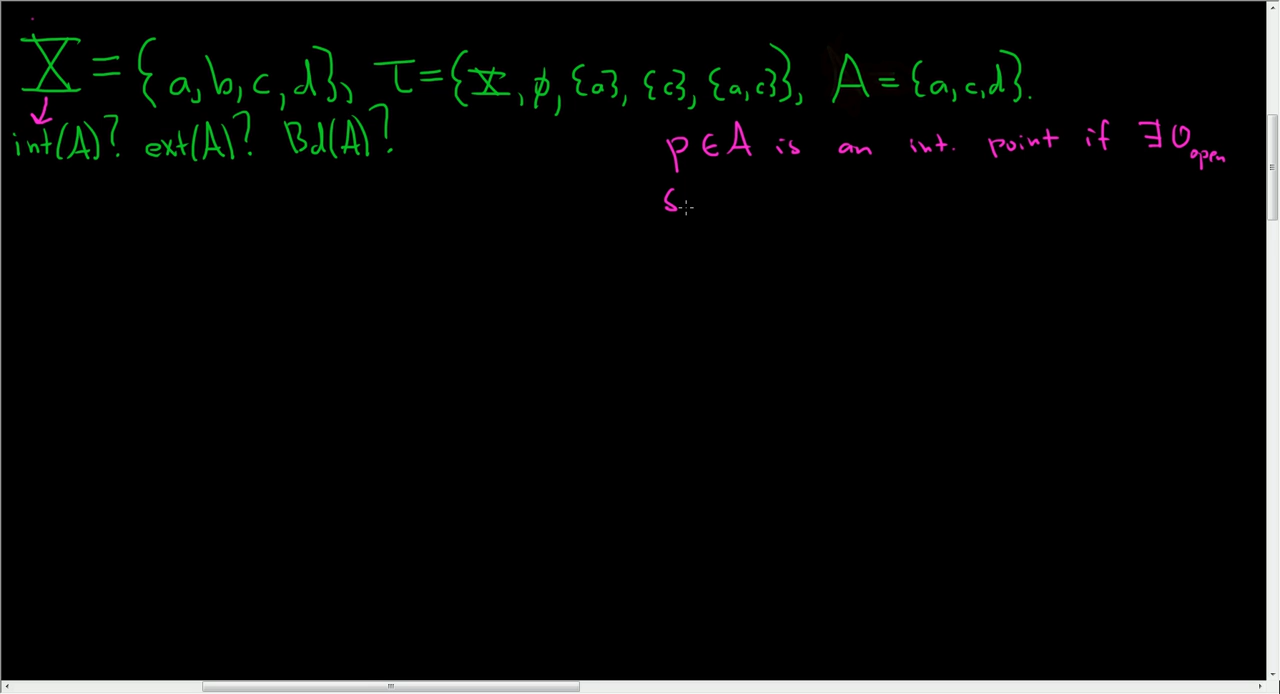 X = {a, b, c, d}, τ = {X, ϕ, {a}, {c}, {a, c}}, A = {a, c, d}.
int(A)? ext(A)? Bd(A)?
p ∈ A is an int. point if ∃ O open
s